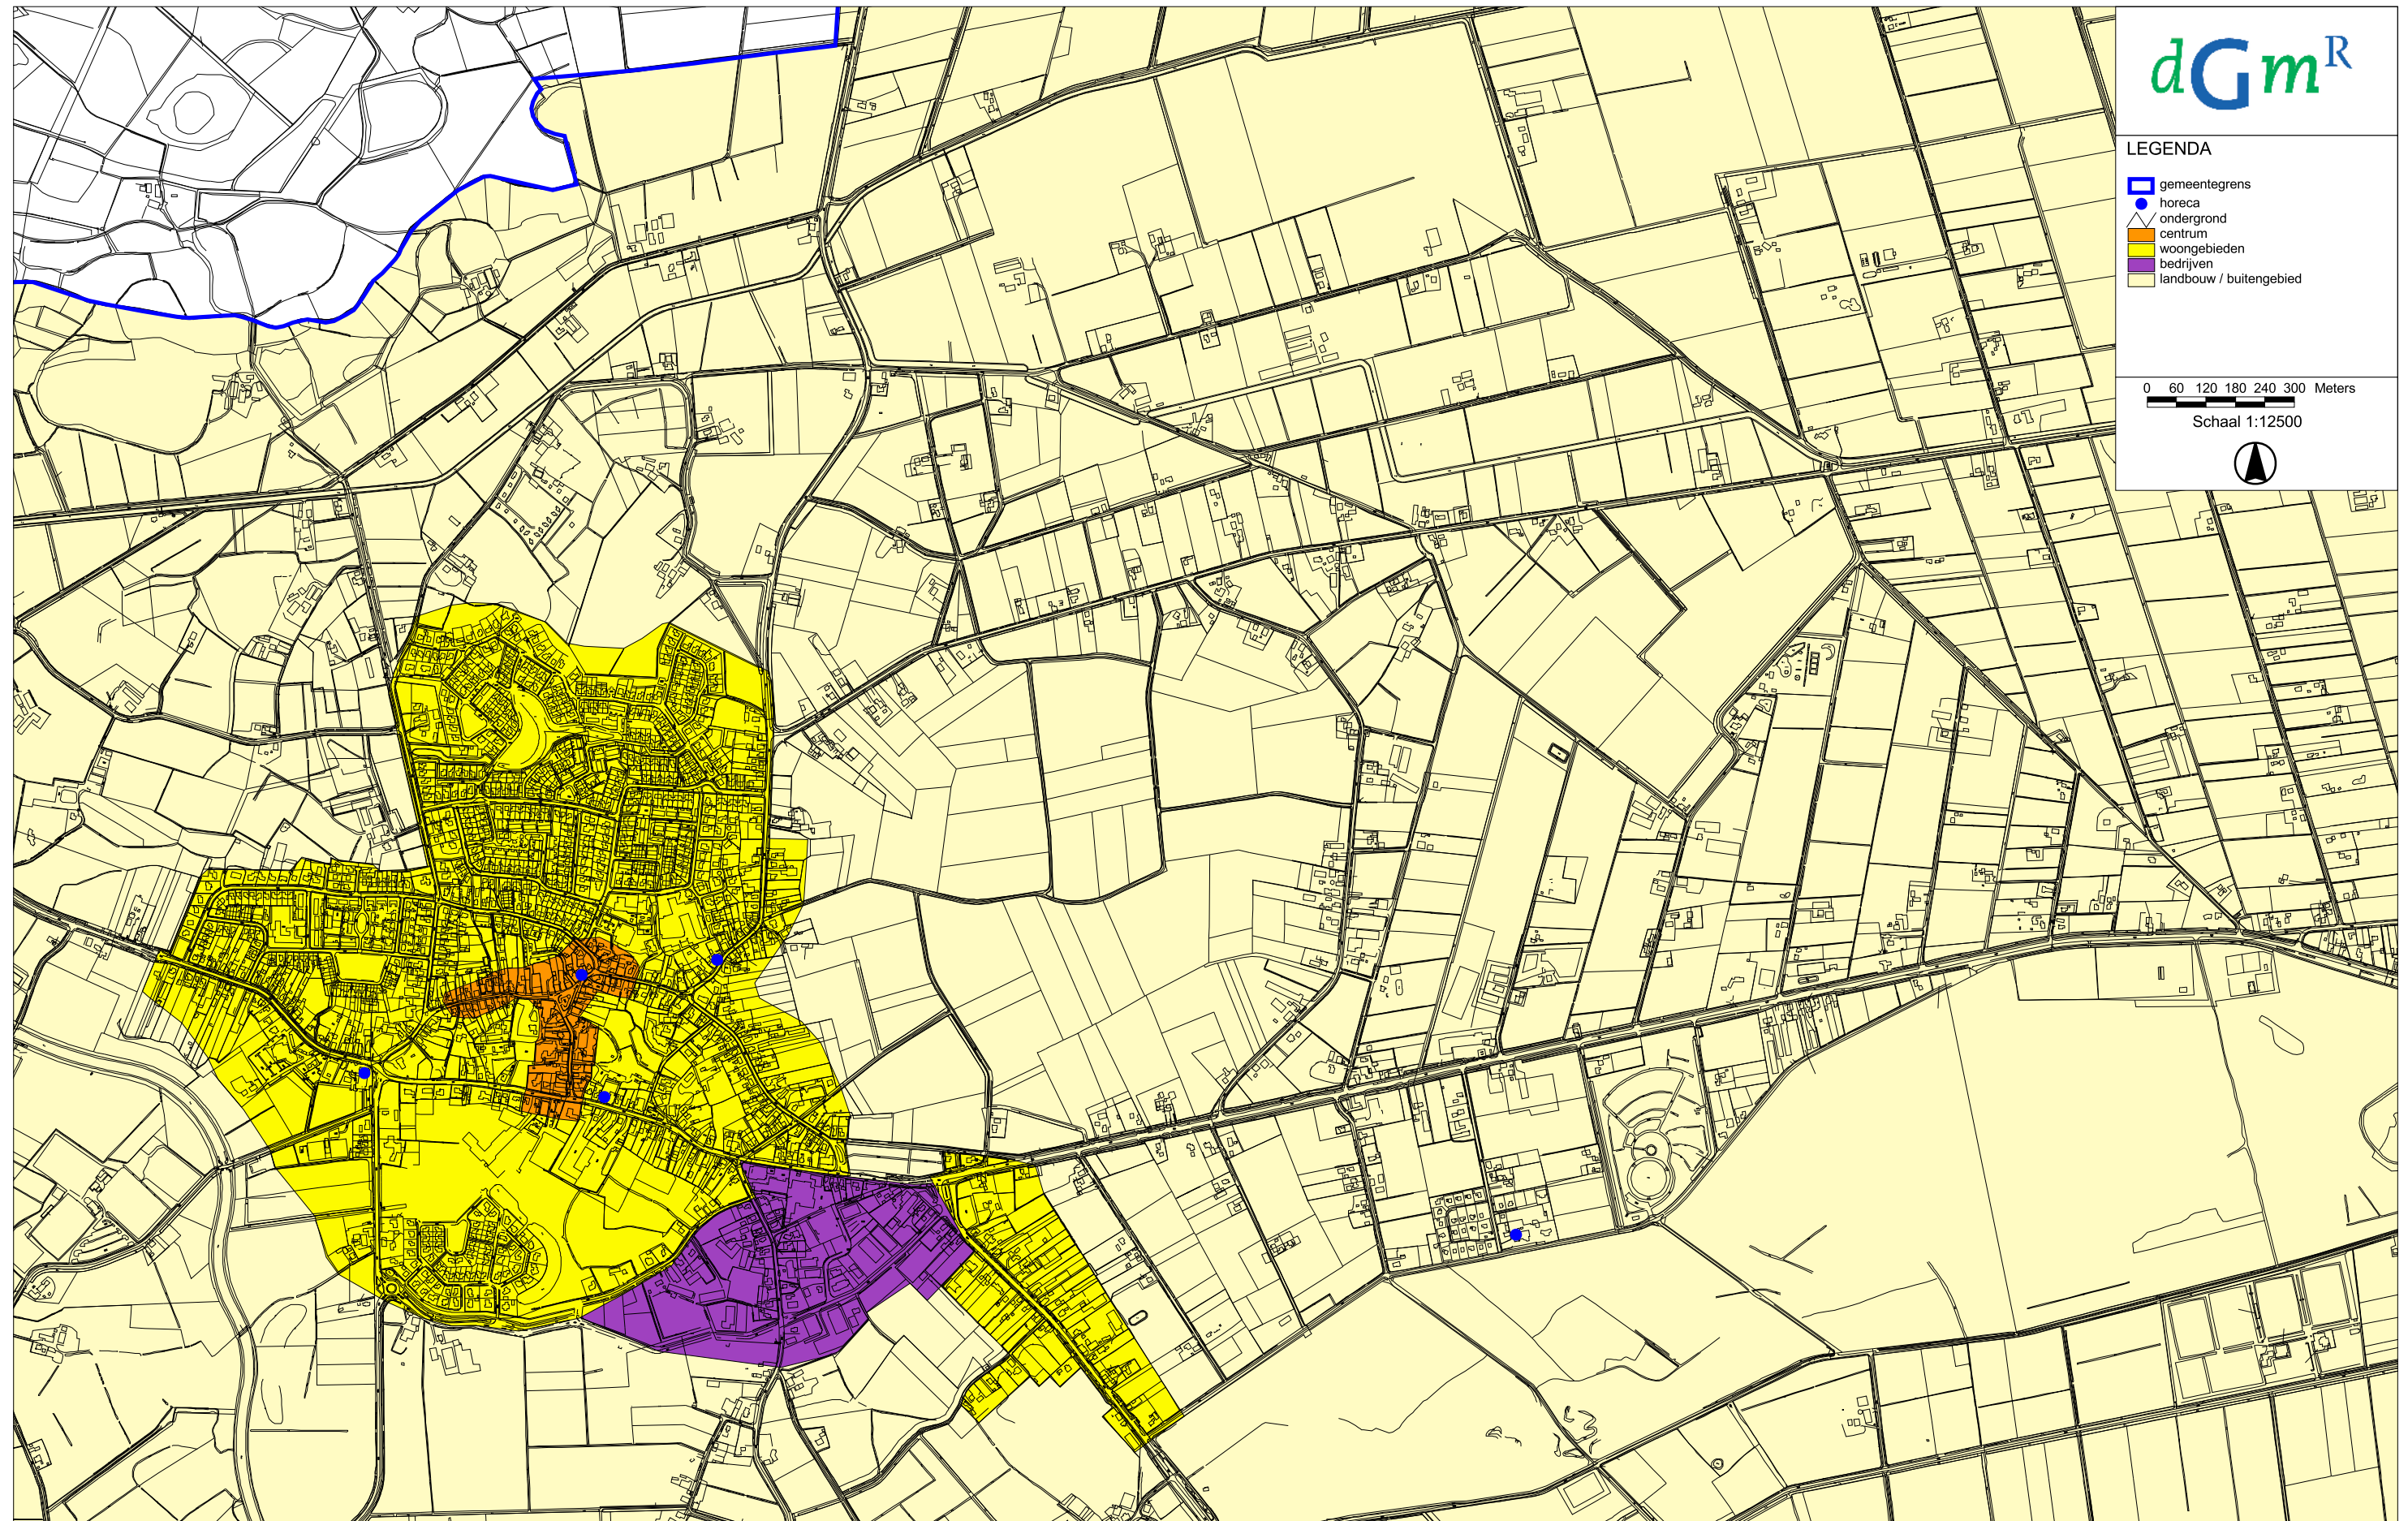 dGmR
LEGENDA
gemeentegrens
horeca
ondergrond
centrum
woongebieden
bedrijven
landbouw / buitengebied
0 60 120 180 240 300 Meters
Schaal 1:12500